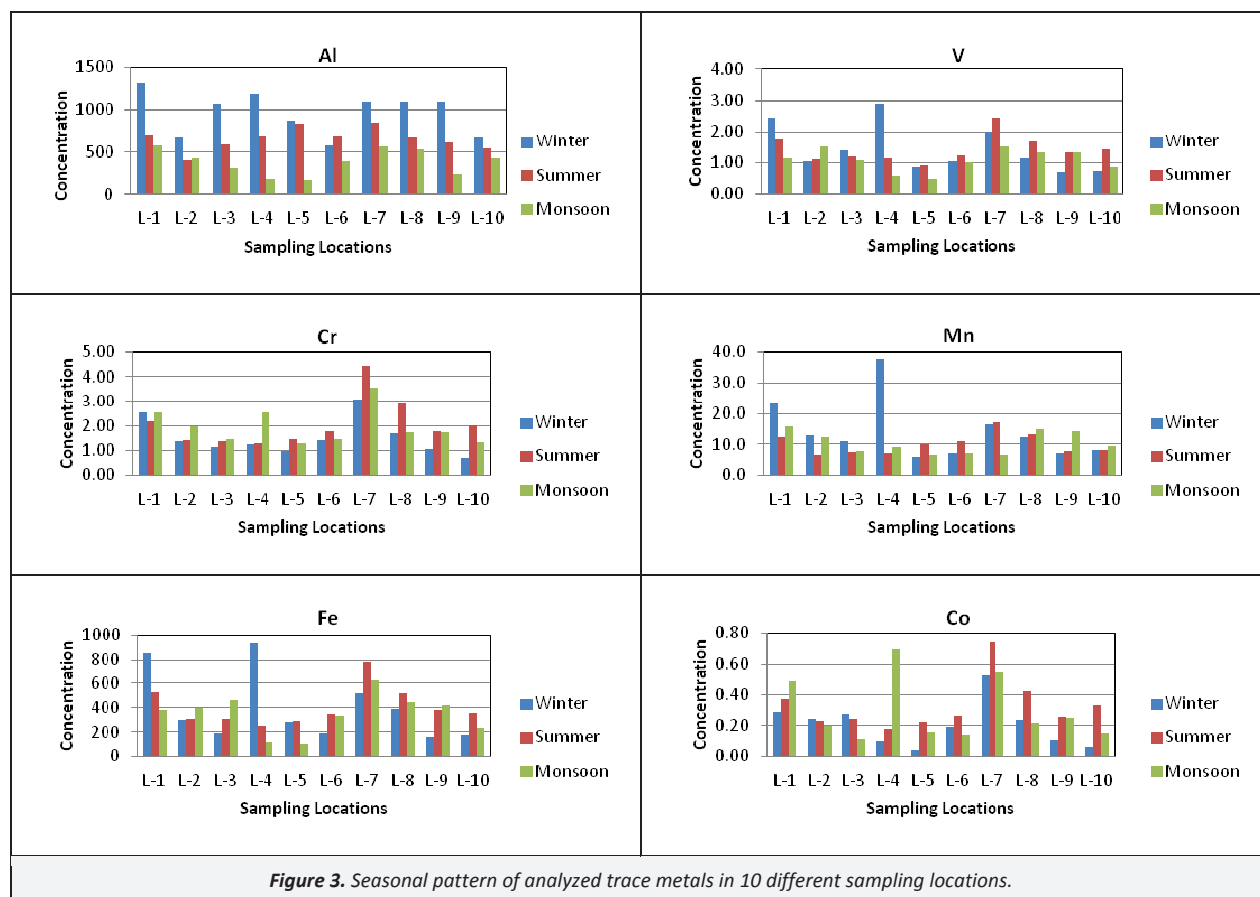 Al
1500
1000
500
0
Concentration
L-1 L-2 L-3 L-4 L-5 L-6 L-7 L-8 L-9 L-10
Sampling Locations
Winter
Summer
Monsoon
V
4.00
3.00
2.00
1.00
0.00
Concentration
L-1 L-2 L-3 L-4 L-5 L-6 L-7 L-8 L-9 L-10
Sampling Locations
Winter
Summer
Monsoon
Cr
5.00
4.00
3.00
2.00
1.00
0.00
Concentration
L-1 L-2 L-3 L-4 L-5 L-6 L-7 L-8 L-9 L-10
Sampling Locations
Winter
Summer
Monsoon
Mn
40.0
30.0
20.0
10.0
0.0
Concentration
L-1 L-2 L-3 L-4 L-5 L-6 L-7 L-8 L-9 L-10
Sampling Locations
Winter
Summer
Monsoon
Fe
1000
800
600
400
200
0
Concentration
L-1 L-2 L-3 L-4 L-5 L-6 L-7 L-8 L-9 L-10
Sampling Locations
Winter
Summer
Monsoon
Co
0.80
0.60
0.40
0.20
0.00
Concentration
L-1 L-2 L-3 L-4 L-5 L-6 L-7 L-8 L-9 L-10
Sampling Locations
Winter
Summer
Monsoon
Figure 3. Seasonal pattern of analyzed trace metals in 10 different sampling locations.